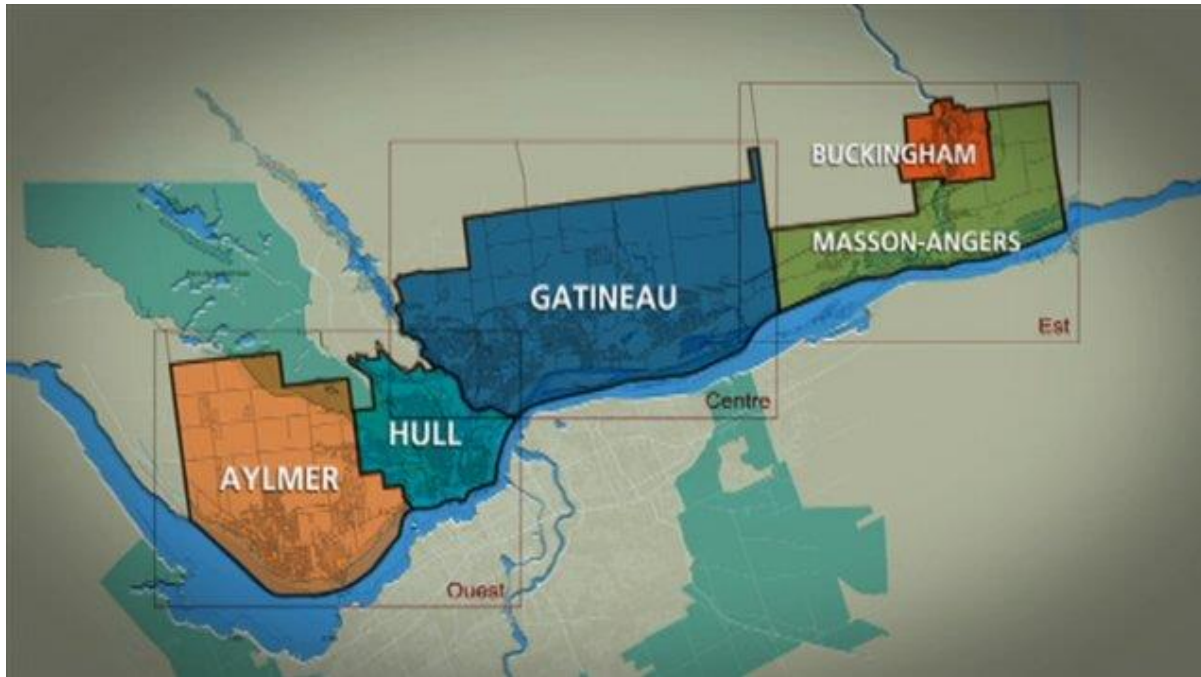 BUCKINGHAM
MASSON-ANGERS
GATINEAU
Est
Centre
HULL
AYLMER
Ouest